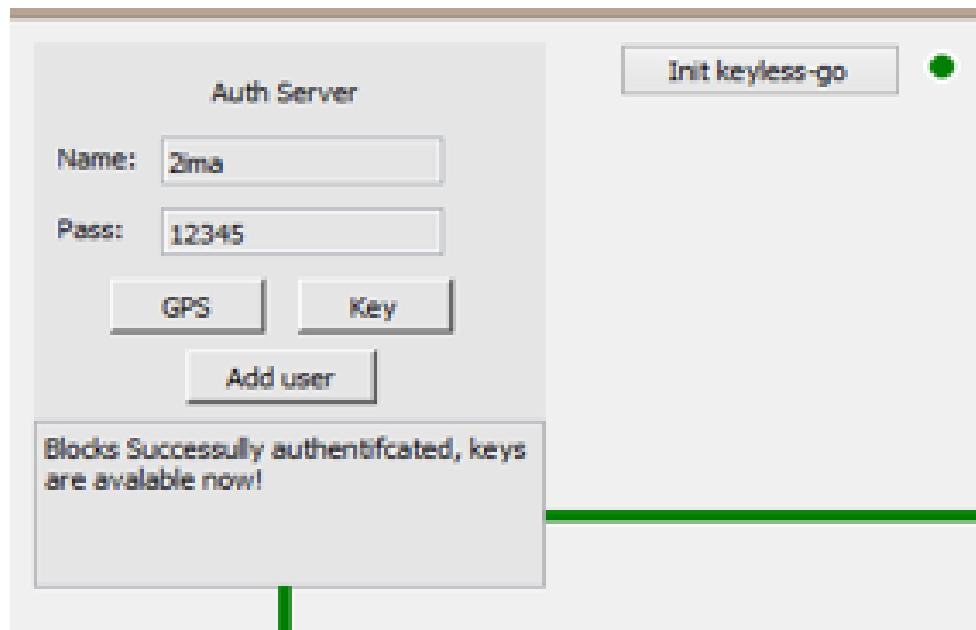 Auth Server
Init keyless-go
Name: 2ima
Pass: 12345
GPS Key
Add user
Blocks Successully authentifcated, keys
are avalable now!